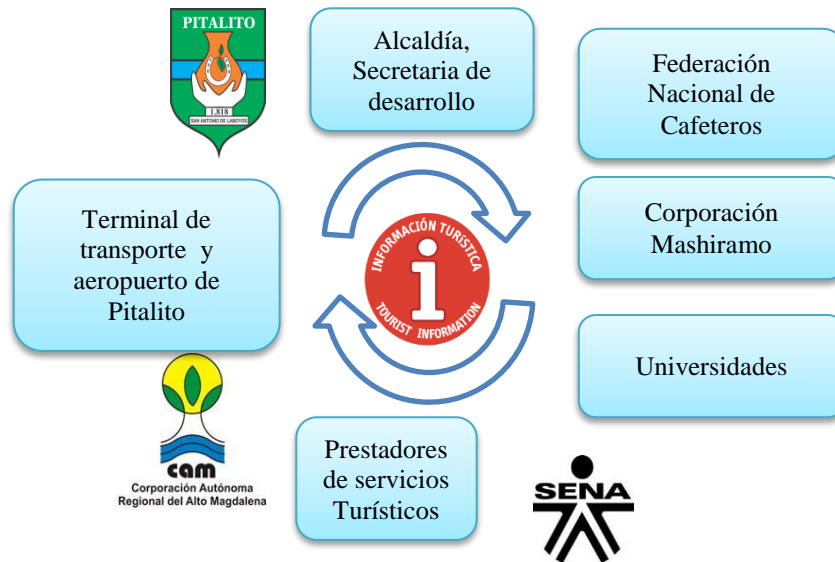 PITALITO
1.818
SAN ANTONIO DE LABOYOS
Alcaldía,
Secretaria de
desarrollo
Federación
Nacional de
Cafeteros
Terminal de
transporte y
aeropuerto de
Pitalito
INFORMACIÓN TURÍSTICA
i
TOURIST INFORMATION
Corporación
Mashiramo
Universidades
cam
Corporación Autónoma
Regional del Alto Magdalena
Prestadores
de servicios
Turísticos
SENA